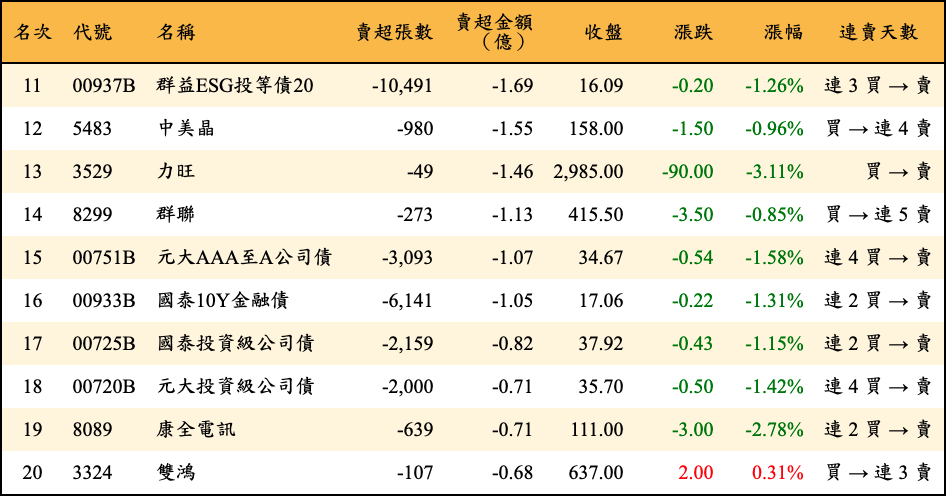 名次 代號 名稱 賣超張數 賣超金額（億） 收盤 漲跌 漲幅 連賣天數
11 00937B 群益ESG投等債20 -10,491 -1.69 16.09 -0.20 -1.26% 連 3 買 → 賣
12 5483 中美晶 -980 -1.55 158.00 -1.50 -0.96% 買 → 連 4 賣
13 3529 力旺 -49 -1.46 2,985.00 -90.00 -3.11% 買 → 賣
14 8299 群聯 -273 -1.13 415.50 -3.50 -0.85% 買 → 連 5 賣
15 00751B 元大AAA至A公司債 -3,093 -1.07 34.67 -0.54 -1.58% 連 4 買 → 賣
16 00933B 國泰10Y金融債 -6,141 -1.05 17.06 -0.22 -1.31% 連 2 買 → 賣
17 00725B 國泰投資級公司債 -2,159 -0.82 37.92 -0.43 -1.15% 連 2 買 → 賣
18 00720B 元大投資級公司債 -2,000 -0.71 35.70 -0.50 -1.42% 連 4 買 → 賣
19 8089 康全電訊 -639 -0.71 111.00 -3.00 -2.78% 連 2 買 → 賣
20 3324 雙鴻 -107 -0.68 637.00 2.00 0.31% 買 → 連 3 賣